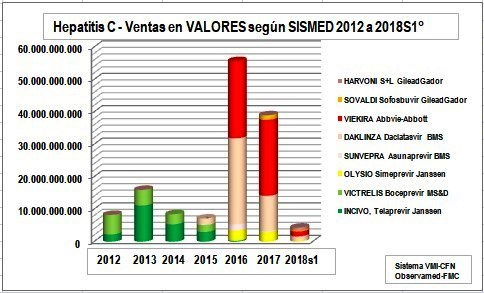 Hepatitis C - Ventas en VALORES según SISMED 2012 a 2018S1º
60.000.000.000
50.000.000.000
40.000.000.000
30.000.000.000
20.000.000.000
10.000.000.000
0
2012 2013 2014 2015 2016 2017 2018s1
HARVONI S+L GileadGador
SOVALDI Sofosbuvir GileadGador
VIEKIRA Abbvie-Abbott
DAKLINZA Daclatasvir BMS
SUNVEPRA Asunaprevir BMS
OLYSIO Simeprevir Janssen
VICTRELIS Boceprevir MS&D
INCIVO, Telaprevir Janssen
Sistema VMI-CFN
Observamed-FMC